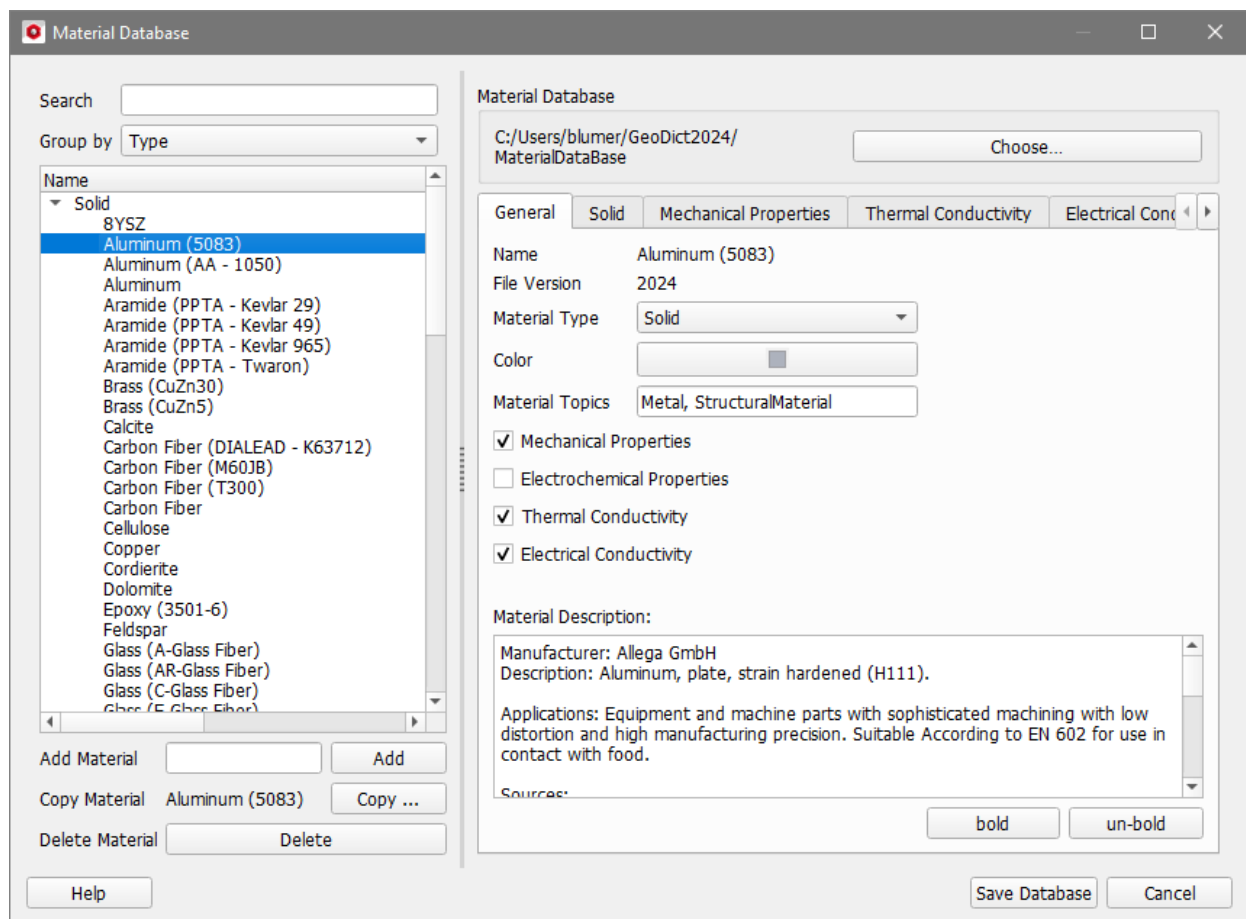 Material Database
Search
Group by Type
Name
Solid
8YSZ
Aluminum (5083)
Aluminum (AA - 1050)
Aluminum
Aramide (PPTA - Kevlar 29)
Aramide (PPTA - Kevlar 49)
Aramide (PPTA - Kevlar 965)
Aramide (PPTA - Twaron)
Brass (CuZn30)
Brass (CuZn5)
Calcite
Carbon Fiber (DIALEAD - K63712)
Carbon Fiber (M60JB)
Carbon Fiber (T300)
Carbon Fiber
Cellulose
Copper
Cordierite
Dolomite
Epoxy (3501-6)
Feldspar
Glass (A-Glass Fiber)
Glass (AR-Glass Fiber)
Glass (C-Glass Fiber)
Glass (E-Glass Fiber)
Add Material Add
Copy Material Aluminum (5083) Copy ...
Delete Material Delete
Help
Material Database
C:/Users/blumer/GeoDict2024/
MaterialDataBase
Choose...
General Solid Mechanical Properties Thermal Conductivity Electrical Conc
Name Aluminum (5083)
File Version 2024
Material Type Solid
Color
Material Topics Metal, StructuralMaterial
Mechanical Properties
Electrochemical Properties
Thermal Conductivity
Electrical Conductivity
Material Description:
Manufacturer: Allega GmbH
Description: Aluminum, plate, strain hardened (H111).
Applications: Equipment and machine parts with sophisticated machining with low
distortion and high manufacturing precision. Suitable According to EN 602 for use in
contact with food.
Sources:
bold un-bold
Save Database Cancel